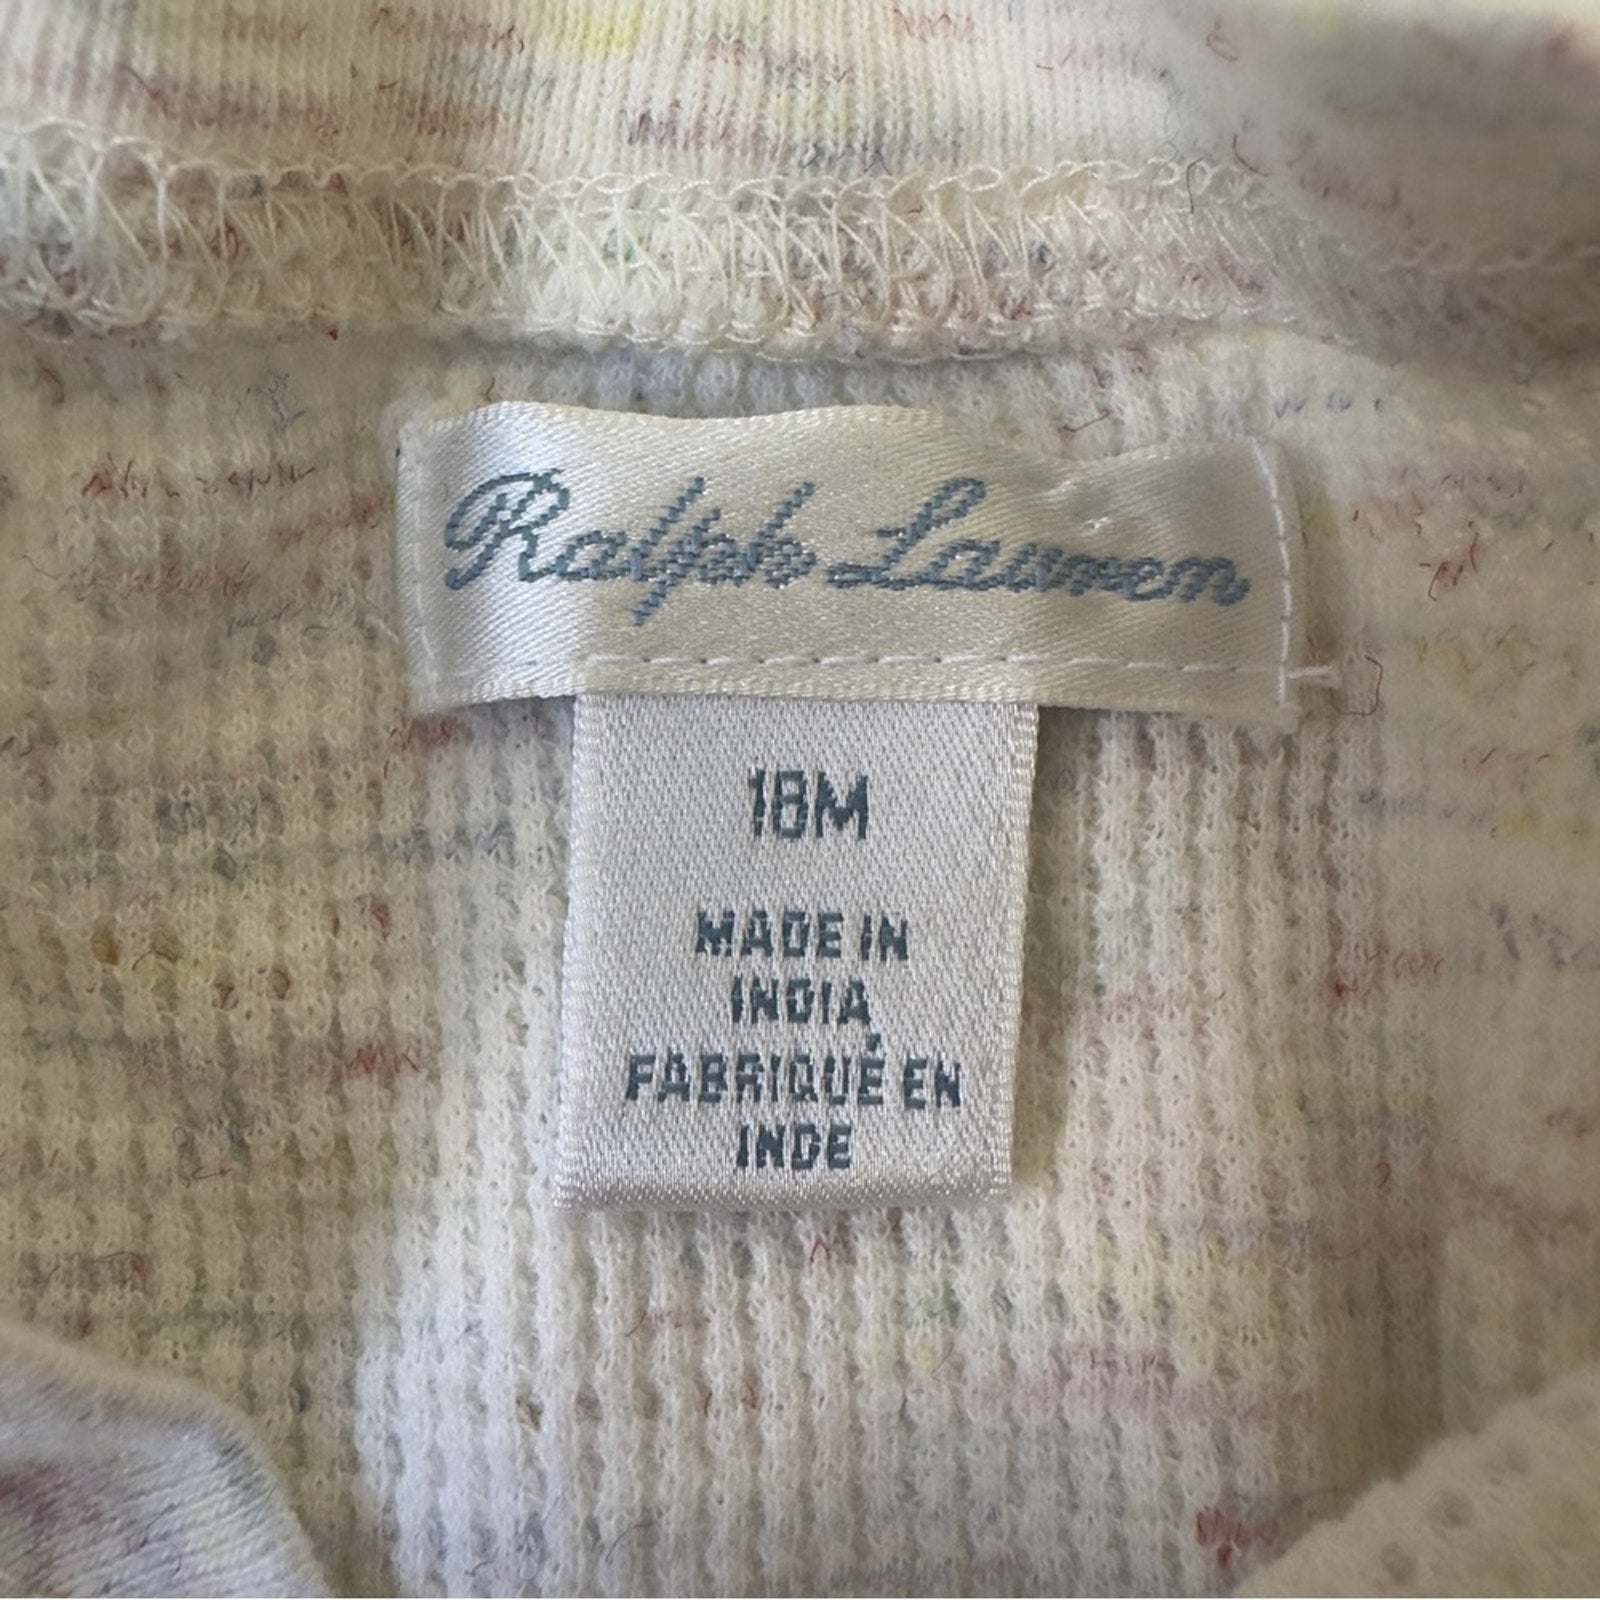 Ralph Lauren
18M
MADE IN
INDIA
FABRIQUÉ EN
INDE